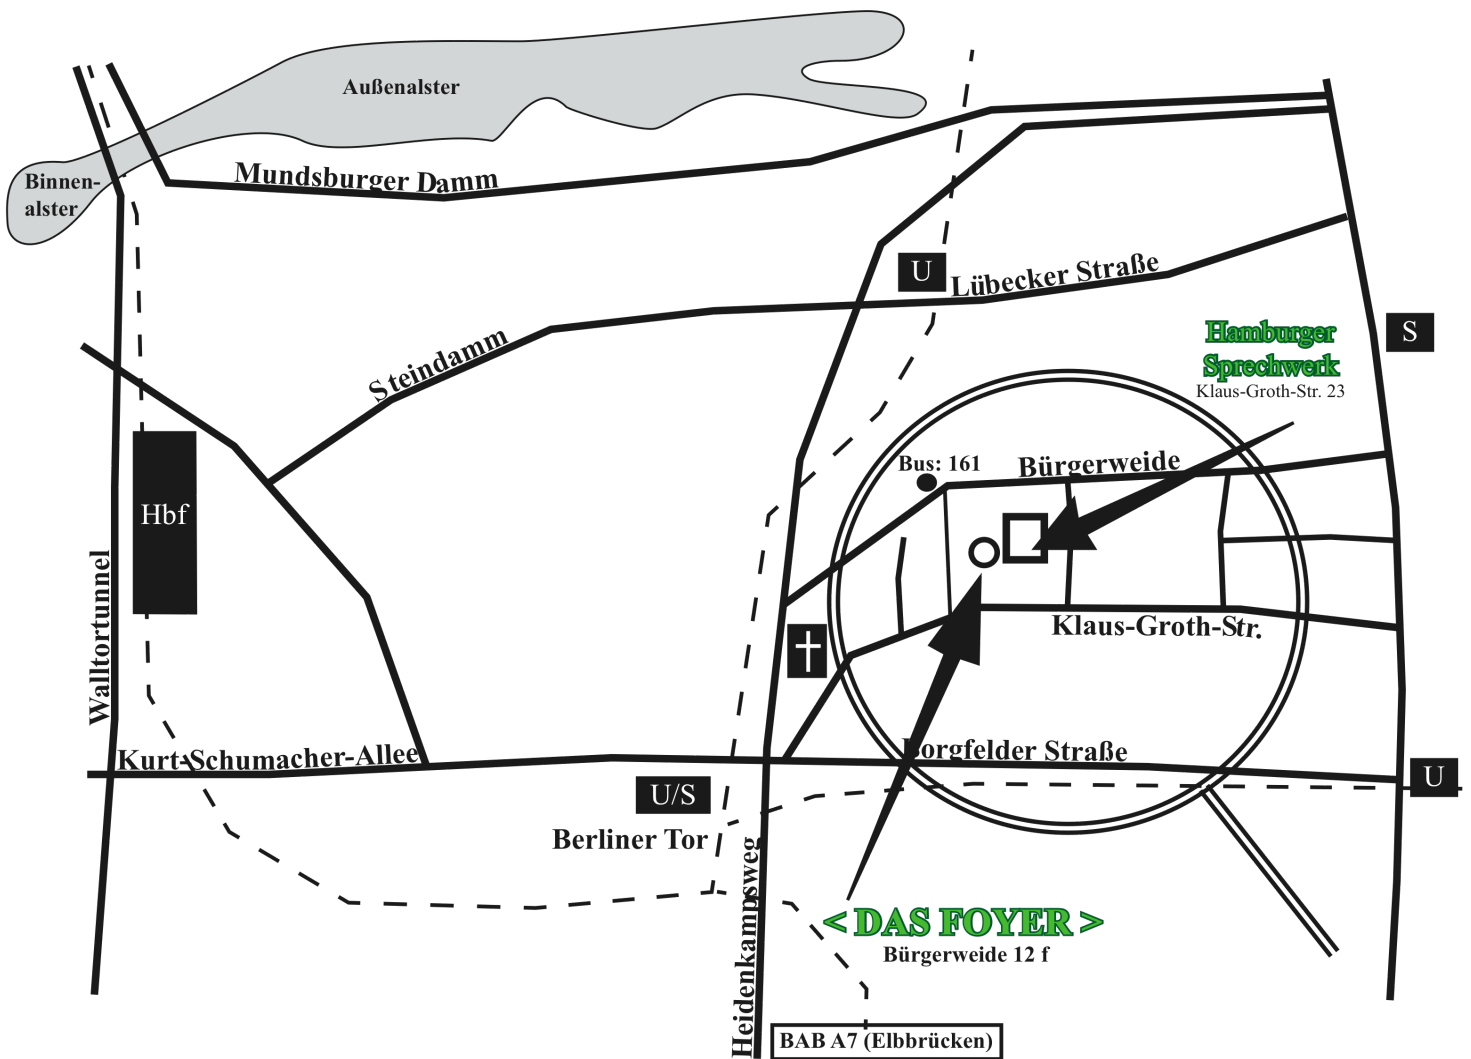 Außenalster
Binnen-
alster
Mundsburger Damm
U
Lübecker Straße
Steindamm
Hamburger
Sprechwerk
Klaus-Groth-Str. 23
S
Bus: 161
Bürgerweide
Hbf
Walltortunnel
Klaus-Groth-Str.
Kurt-Schumacher-Allee
Borgfelder Straße
U/S
U
Berliner Tor
Heidenkampsweg
< DAS FOYER >
Bürgerweide 12 f
BAB A7 (Elbbrücken)